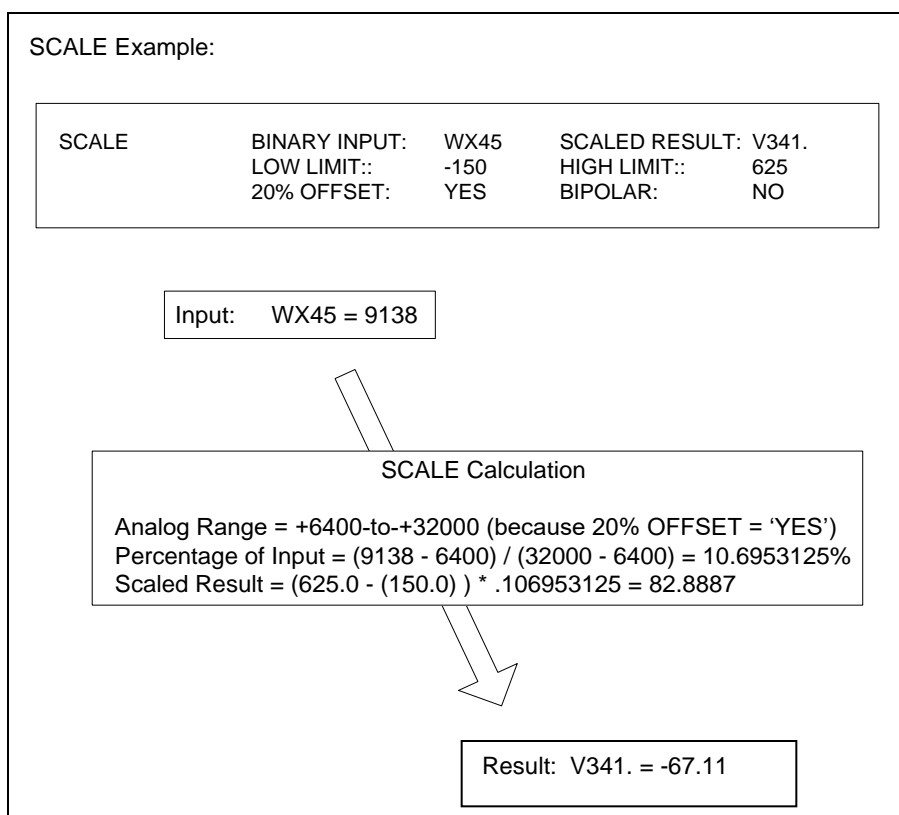 SCALE Example:
SCALE BINARY INPUT: WX45 SCALED RESULT: V341.
LOW LIMIT:: -150 HIGH LIMIT:: 625
20% OFFSET: YES BIPOLAR: NO
Input: WX45 = 9138
SCALE Calculation
Analog Range = +6400-to-+32000 (because 20% OFFSET = ‘YES’)
Percentage of Input = (9138 - 6400) / (32000 - 6400) = 10.6953125%
Scaled Result = (625.0 - (150.0) ) * .106953125 = 82.8887
Result: V341. = -67.11